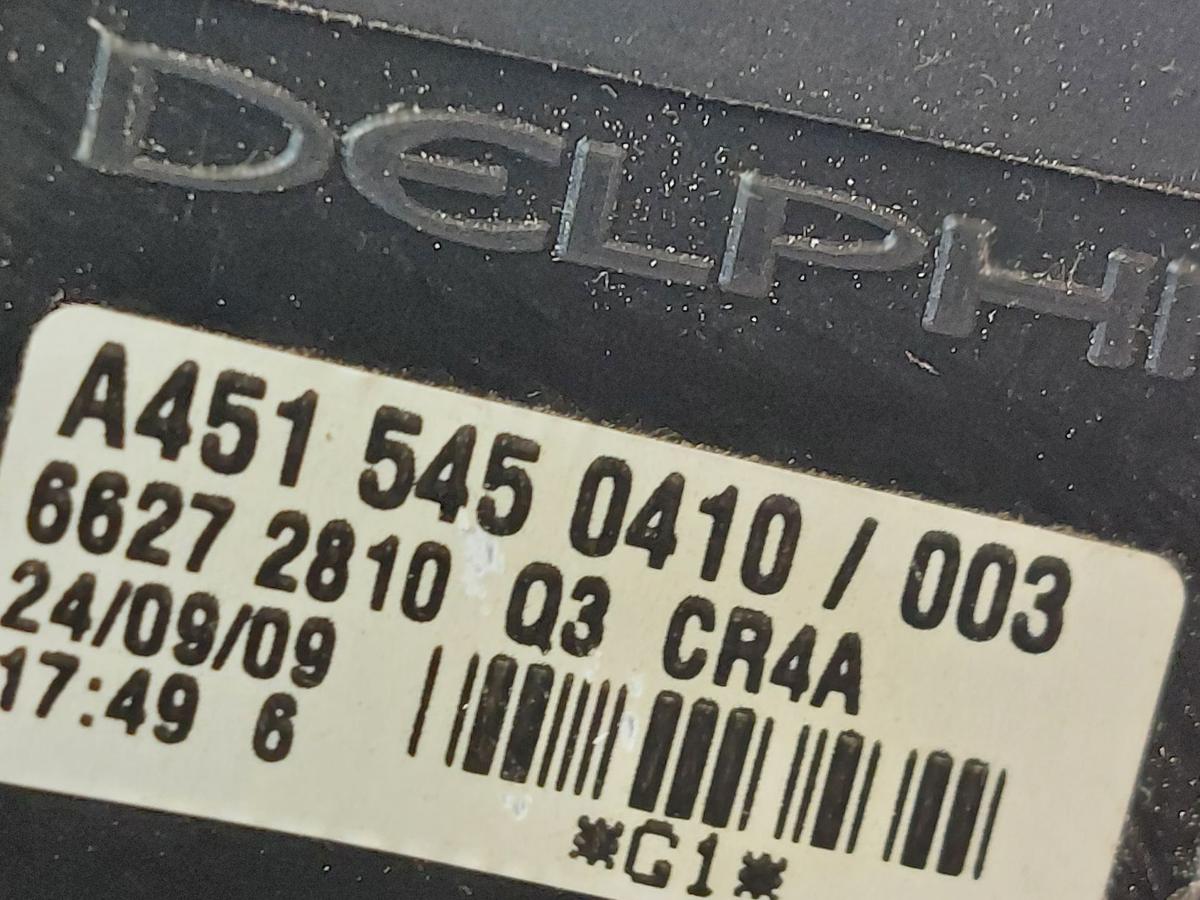 DELPHI
A451 545 0410 / 003
6627 2810 Q3 CR4A
24/09/09
17:49 6
*G1*